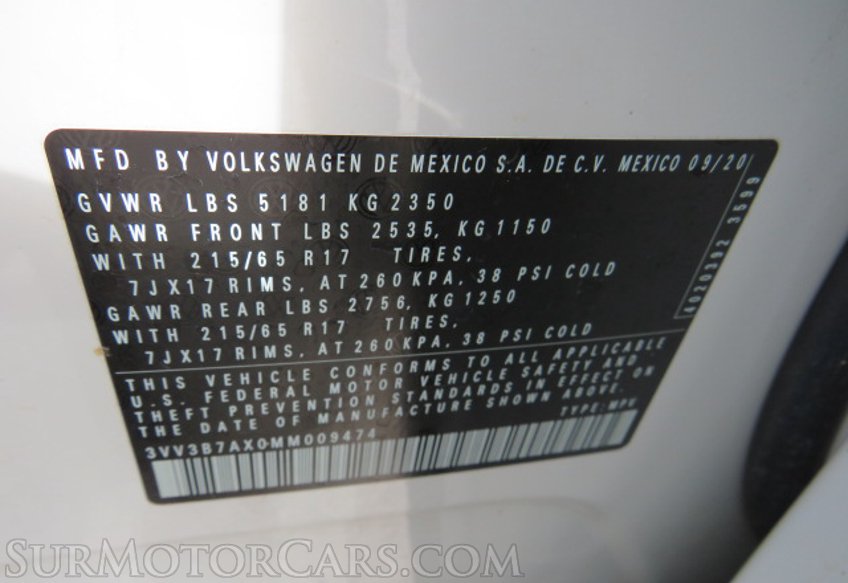 MFD BY VOLKSWAGEN DE MEXICO S.A. DE C.V. MEXICO 09/20
GVWR LBS 5181 KG 2350
GAWR FRONT LBS 2535, KG 1150
WITH 215/65 R17 TIRES,
7JX17 RIMS, AT 260 KPA, 38 PSI COLD
GAWR REAR LBS 2756, KG 1250
WITH 215/65 R17 TIRES,
7JX17 RIMS, AT 260 KPA, 38 PSI COLD
THIS VEHICLE CONFORMS TO ALL APPLICABLE
U.S. FEDERAL MOTOR VEHICLE SAFETY AND
THEFT PREVENTION STANDARDS IN EFFECT ON
THE DATE OF MANUFACTURE SHOWN ABOVE.
3VV3B7AX0MM009474 TYPE: MPV
4020392 3599
SURMOTORCARS.COM